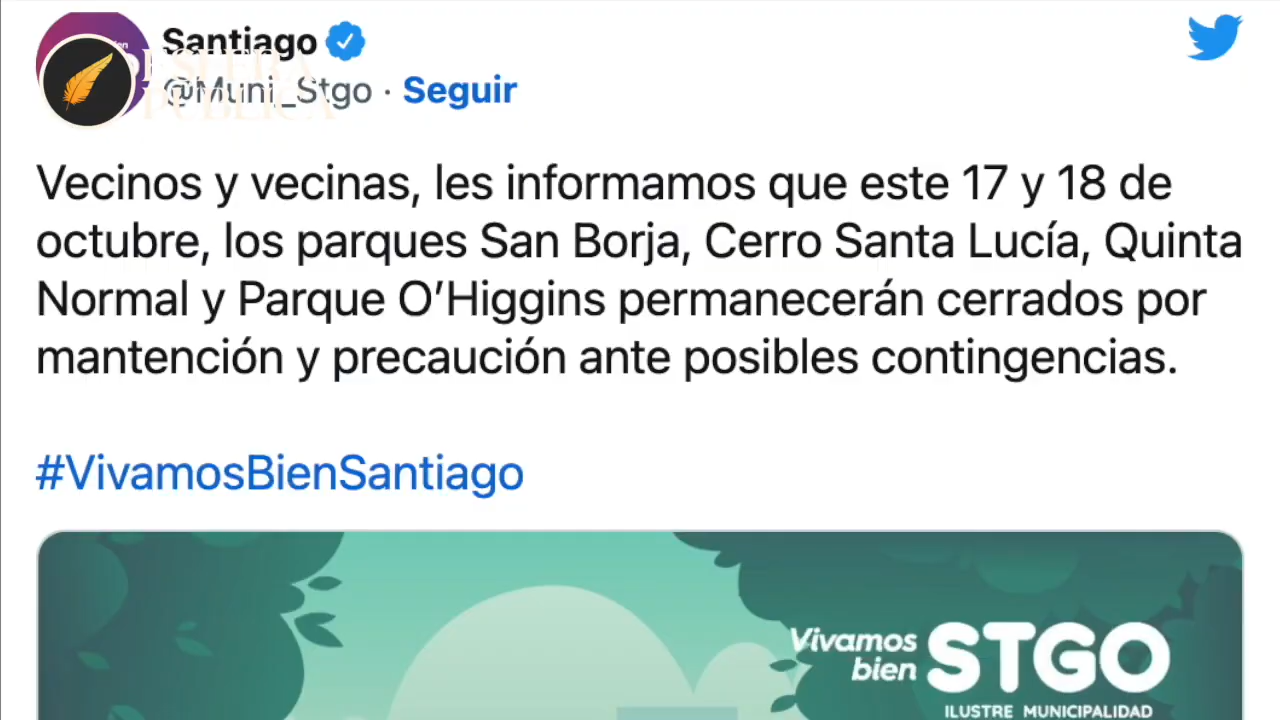 Santiago
ESFERA
@Muni_Stgo · Seguir
PÚBLICA
Vecinos y vecinas, les informamos que este 17 y 18 de
octubre, los parques San Borja, Cerro Santa Lucía, Quinta
Normal y Parque O’Higgins permanecerán cerrados por
mantención y precaución ante posibles contingencias.
#VivamosBienSantiago
Vivamos
bien STGO
ILUSTRE MUNICIPALIDAD